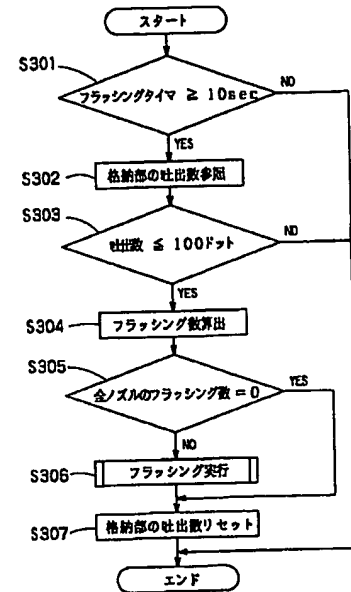 スタート
S301
フラッシングタイマ ≧ 10sec
NO
YES
S302
格納部の吐出数参照
S303
吐出数 ≦ 100ドット
NO
YES
S304
フラッシング数算出
S305
全ノズルのフラッシング数 = 0
YES
NO
S306
フラッシング実行
S307
格納部の吐出数リセット
エンド